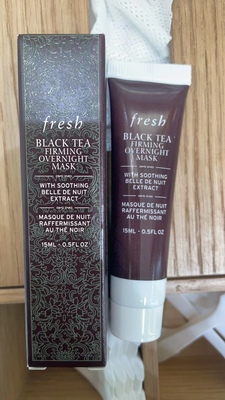 fresh
BLACK TEA
FIRMING
OVERNIGHT
MASK
WITH SOOTHING
BELLE DE NUIT
EXTRACT
MASQUE DE NUIT
RAFFERMISSANT
AU THÉ NOIR
15ML - 0.5FL.OZ
fresh
BLACK TEA
FIRMING
OVERNIGHT
MASK
WITH SOOTHING
BELLE DE NUIT
EXTRACT
MASQUE DE NUIT
RAFFERMISSANT
AU THÉ NOIR
15ML - 0.5FL.OZ